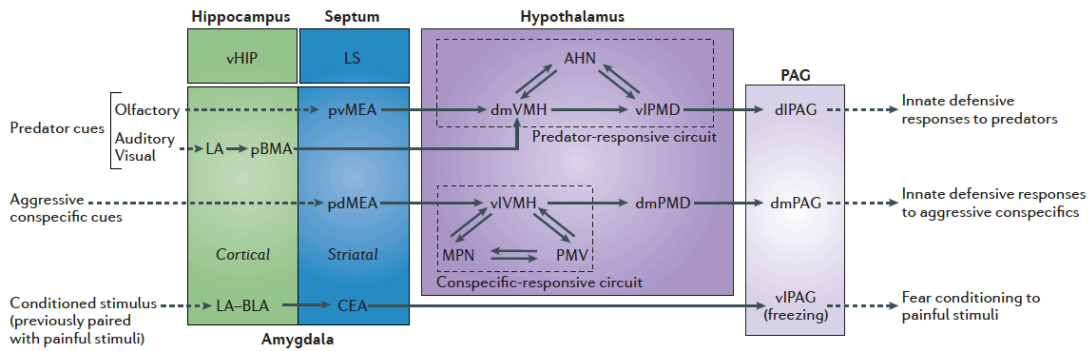 Hippocampus Septum Hypothalamus
vHIP LS
AHN
PAG
Predator cues
Olfactory pvMEA dmVMH vlPMD dlPAG
Innate defensive
responses to predators
Predator-responsive circuit
Auditory
Visual
LA pBMA
Aggressive
conspecific cues
pdMEA vlVMH dmPMD dmPAG
Innate defensive responses
to aggressive conspecifics
MPN PMV
Cortical Striatal
Conspecific-responsive circuit
Conditioned stimulus
(previously paired
with painful stimuli)
LA–BLA CEA vlPAG
(freezing)
Fear conditioning to
painful stimuli
Amygdala